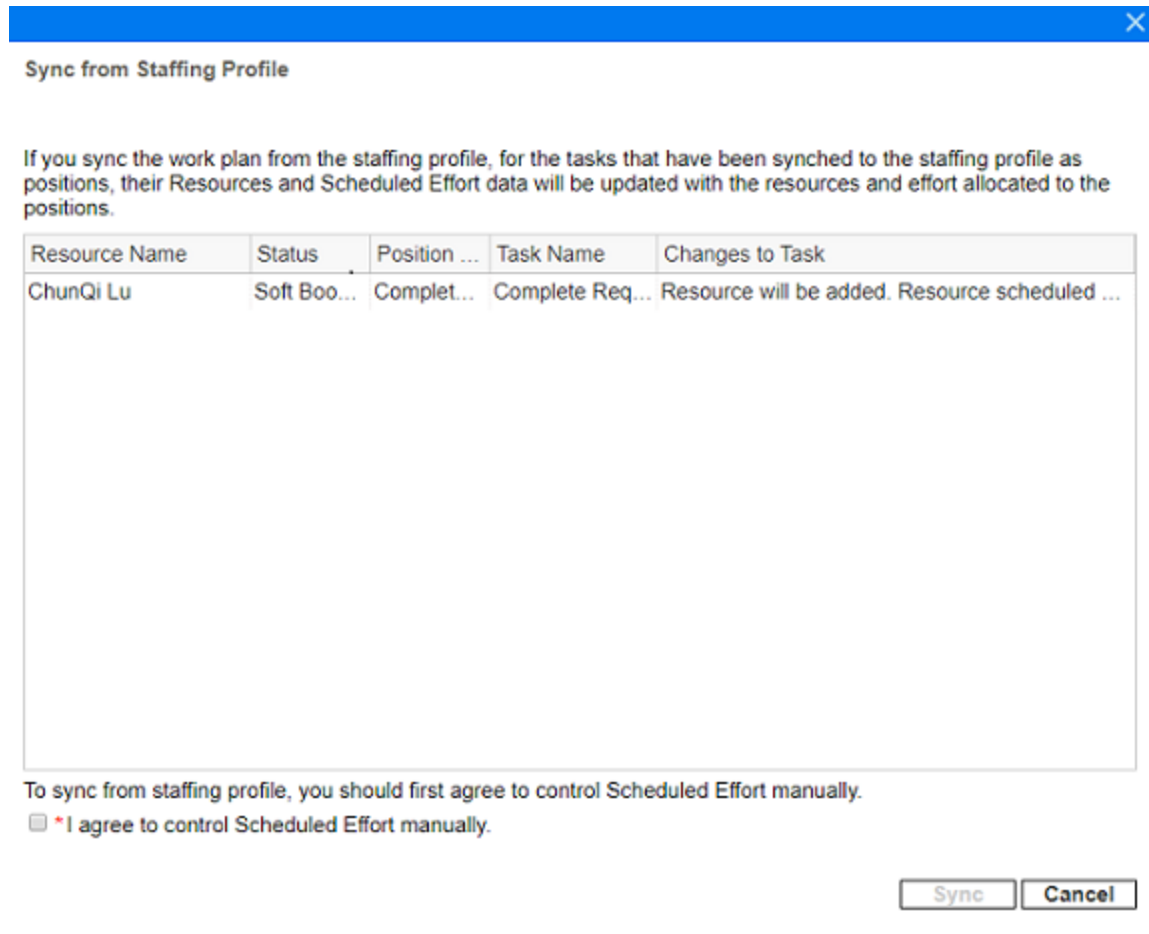 Sync from Staffing Profile
If you sync the work plan from the staffing profile, for the tasks that have been synched to the staffing profile as
positions, their Resources and Scheduled Effort data will be updated with the resources and effort allocated to the
positions.
Resource Name Status Position ... Task Name Changes to Task
ChunQi Lu Soft Boo... Complet... Complete Req... Resource will be added. Resource scheduled ...
To sync from staffing profile, you should first agree to control Scheduled Effort manually.
*I agree to control Scheduled Effort manually.
Sync Cancel